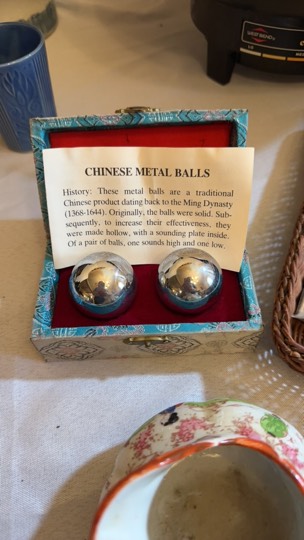 WEST BEND
CHINESE METAL BALLS
History: These metal balls are a traditional
Chinese product dating back to the Ming Dynasty
(1368-1644). Originally, the balls were solid. Sub-
sequently, to increase their effectiveness, they
were made hollow, with a sounding plate inside.
Of a pair of balls, one sounds high and one low.